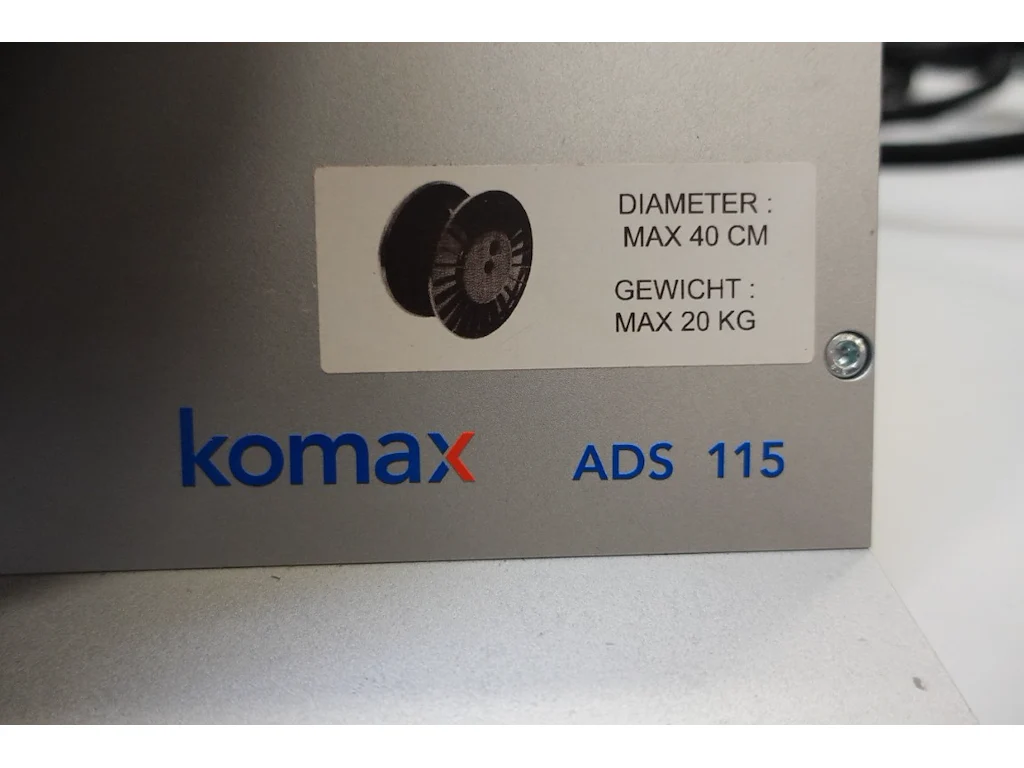 DIAMETER :
MAX 40 CM
GEWICHT :
MAX 20 KG
komax ADS 115